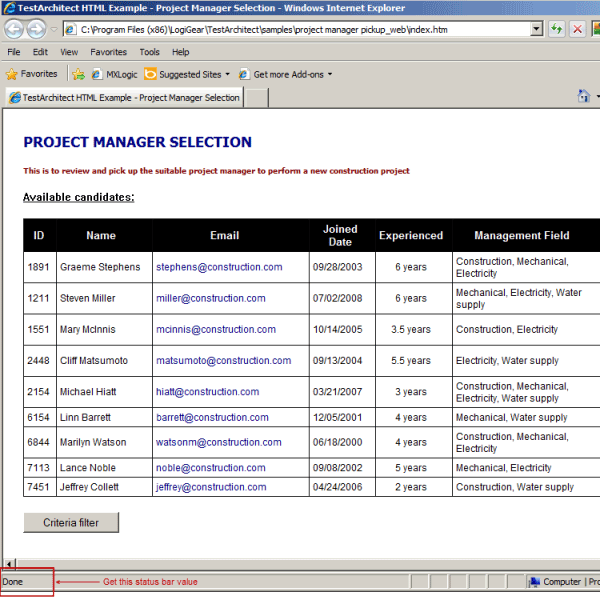 TestArchitect HTML Example - Project Manager Selection - Windows Internet Explorer
C:\Program Files (x86)\LogiGear\TestArchitect\samples\project manager pickup_web\index.htm
File Edit View Favorites Tools Help
Favorites MXLogic Suggested Sites Get more Add-ons
TestArchitect HTML Example - Project Manager Selection
PROJECT MANAGER SELECTION
This is to review and pick up the suitable project manager to perform a new construction project
Available candidates:
ID Name Email Joined Date Experienced Management Field
1891 Graeme Stephens stephens@construction.com 09/28/2003 6 years Construction, Mechanical, Electricity
1211 Steven Miller miller@construction.com 07/02/2008 6 years Mechanical, Electricity, Water supply
1551 Mary McInnis mcinnis@construction.com 10/14/2005 3.5 years Construction, Electricity
2448 Cliff Matsumoto matsumoto@construction.com 09/13/2004 5.5 years Electricity, Water supply
2154 Michael Hiatt hiatt@construction.com 03/21/2007 3 years Construction, Mechanical, Electricity, Water supply
6154 Linn Barrett barrett@construction.com 12/05/2001 4 years Mechanical, Water supply
6844 Marilyn Watson watsonm@construction.com 06/18/2000 4 years Construction, Mechanical, Electricity
7113 Lance Noble noble@construction.com 09/08/2002 5 years Mechanical, Electricity
7451 Jeffrey Collett jeffrey@construction.com 04/24/2006 2 years Construction, Water supply
Criteria filter
Done Get this status bar value Computer | Pro